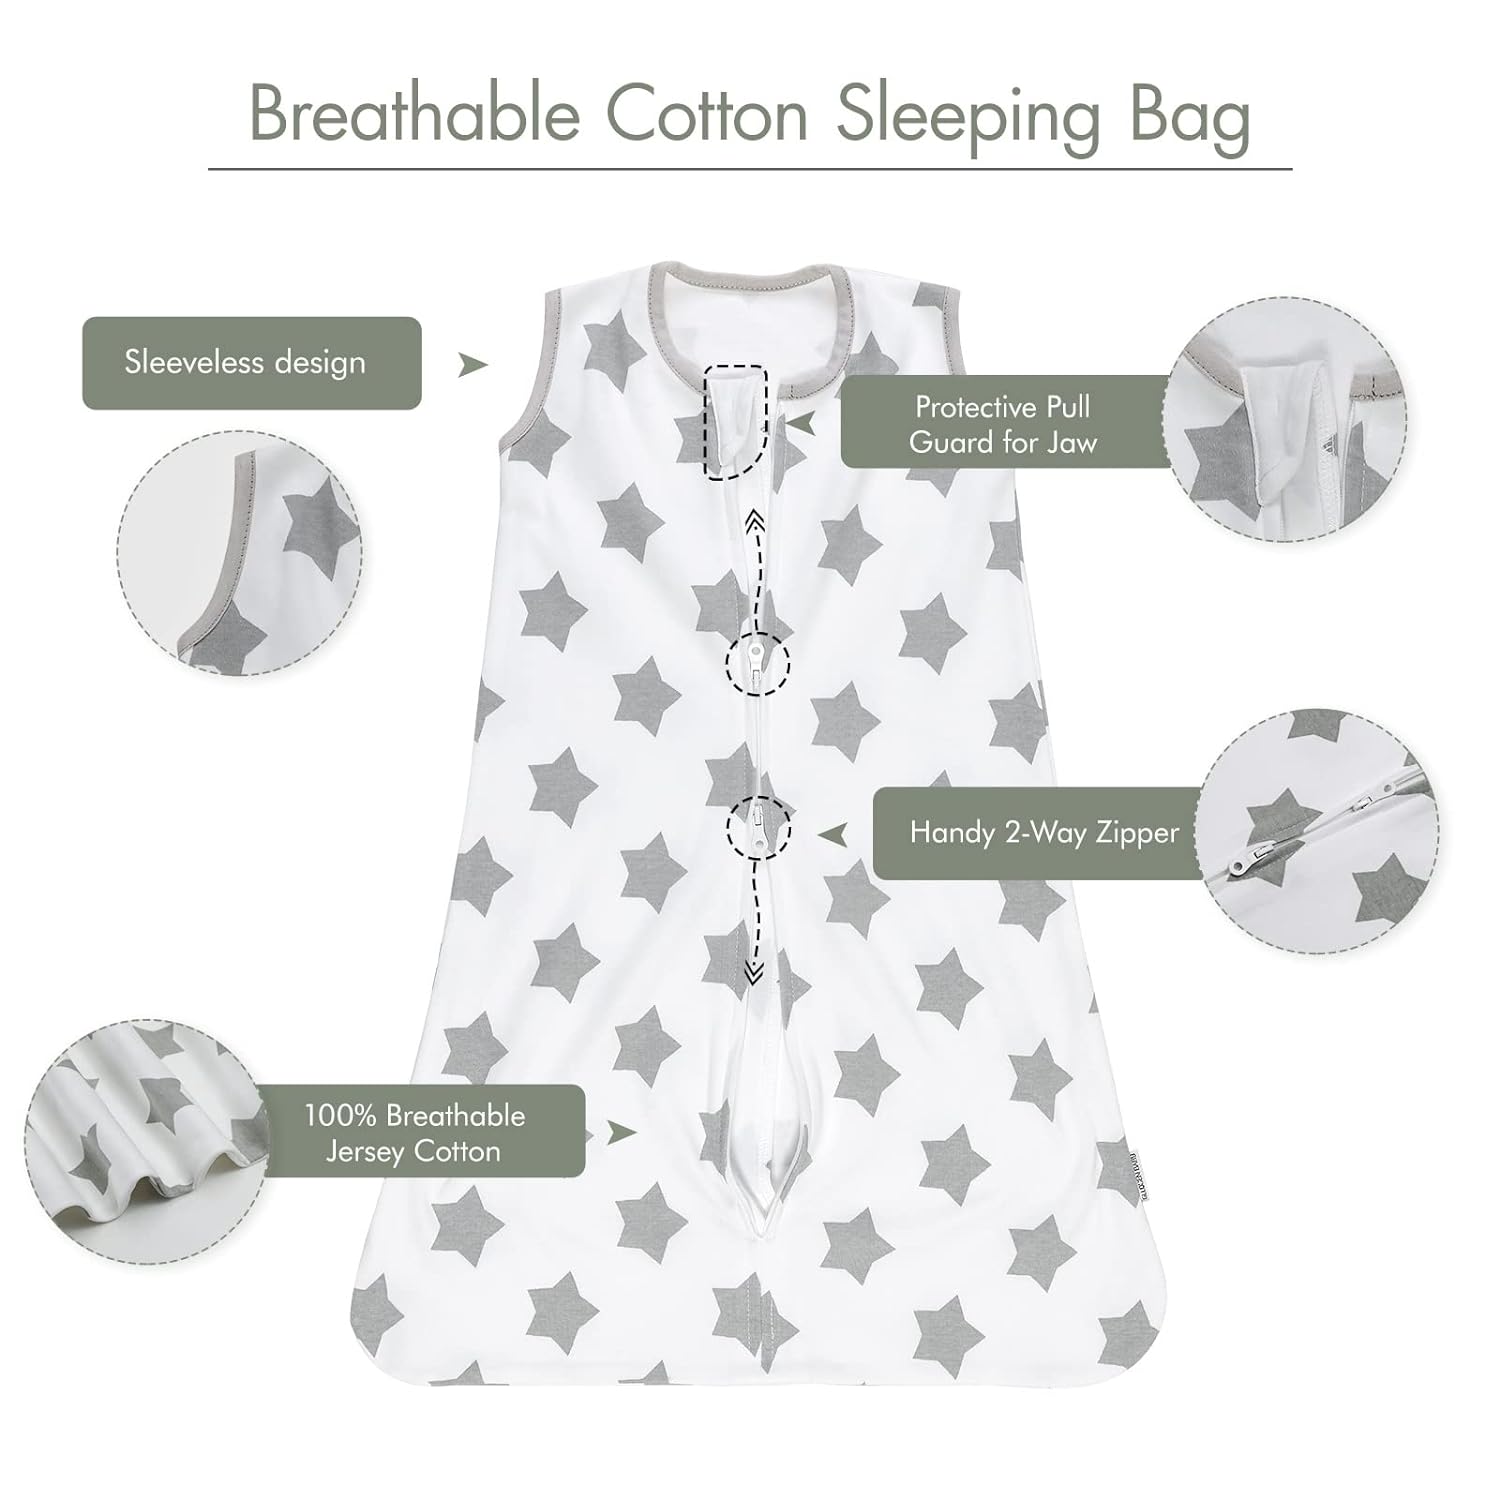 Breathable Cotton Sleeping Bag
Sleeveless design
Protective Pull
Guard for Jaw
Handy 2-Way Zipper
100% Breathable
Jersey Cotton